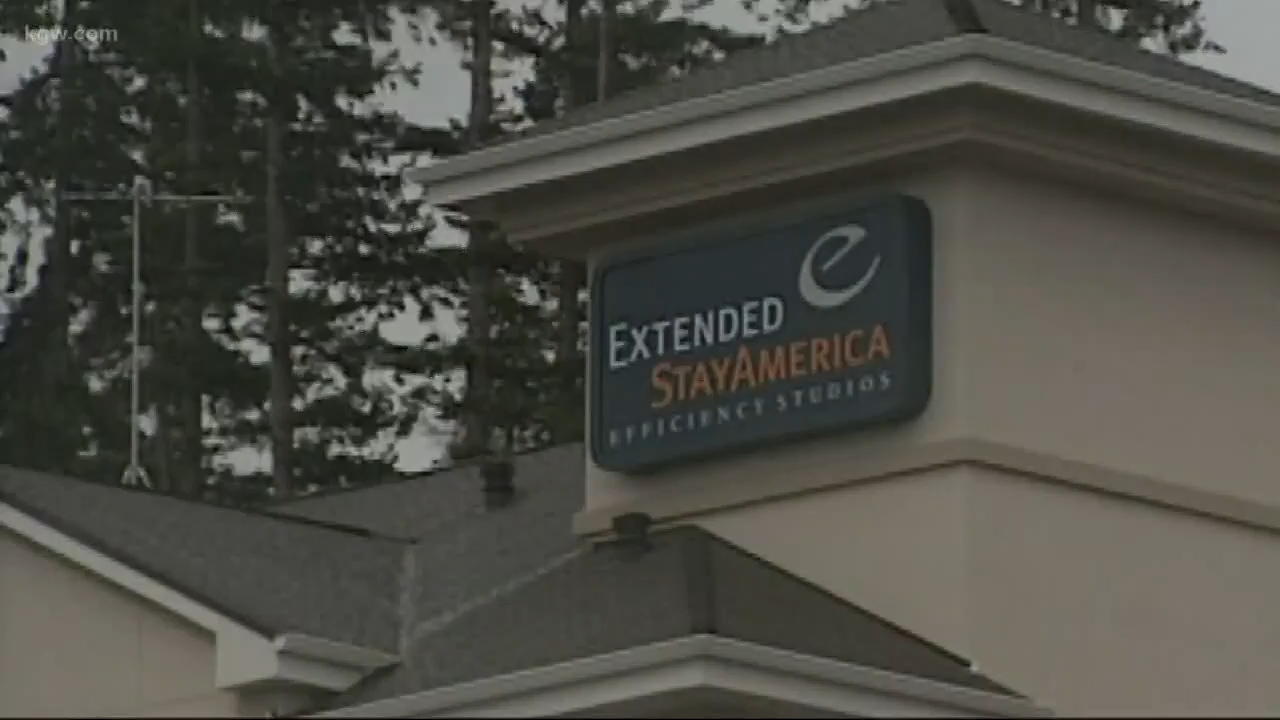 kgw.com
e
EXTENDED
STAYAMERICA
EFFICIENCY STUDIOS